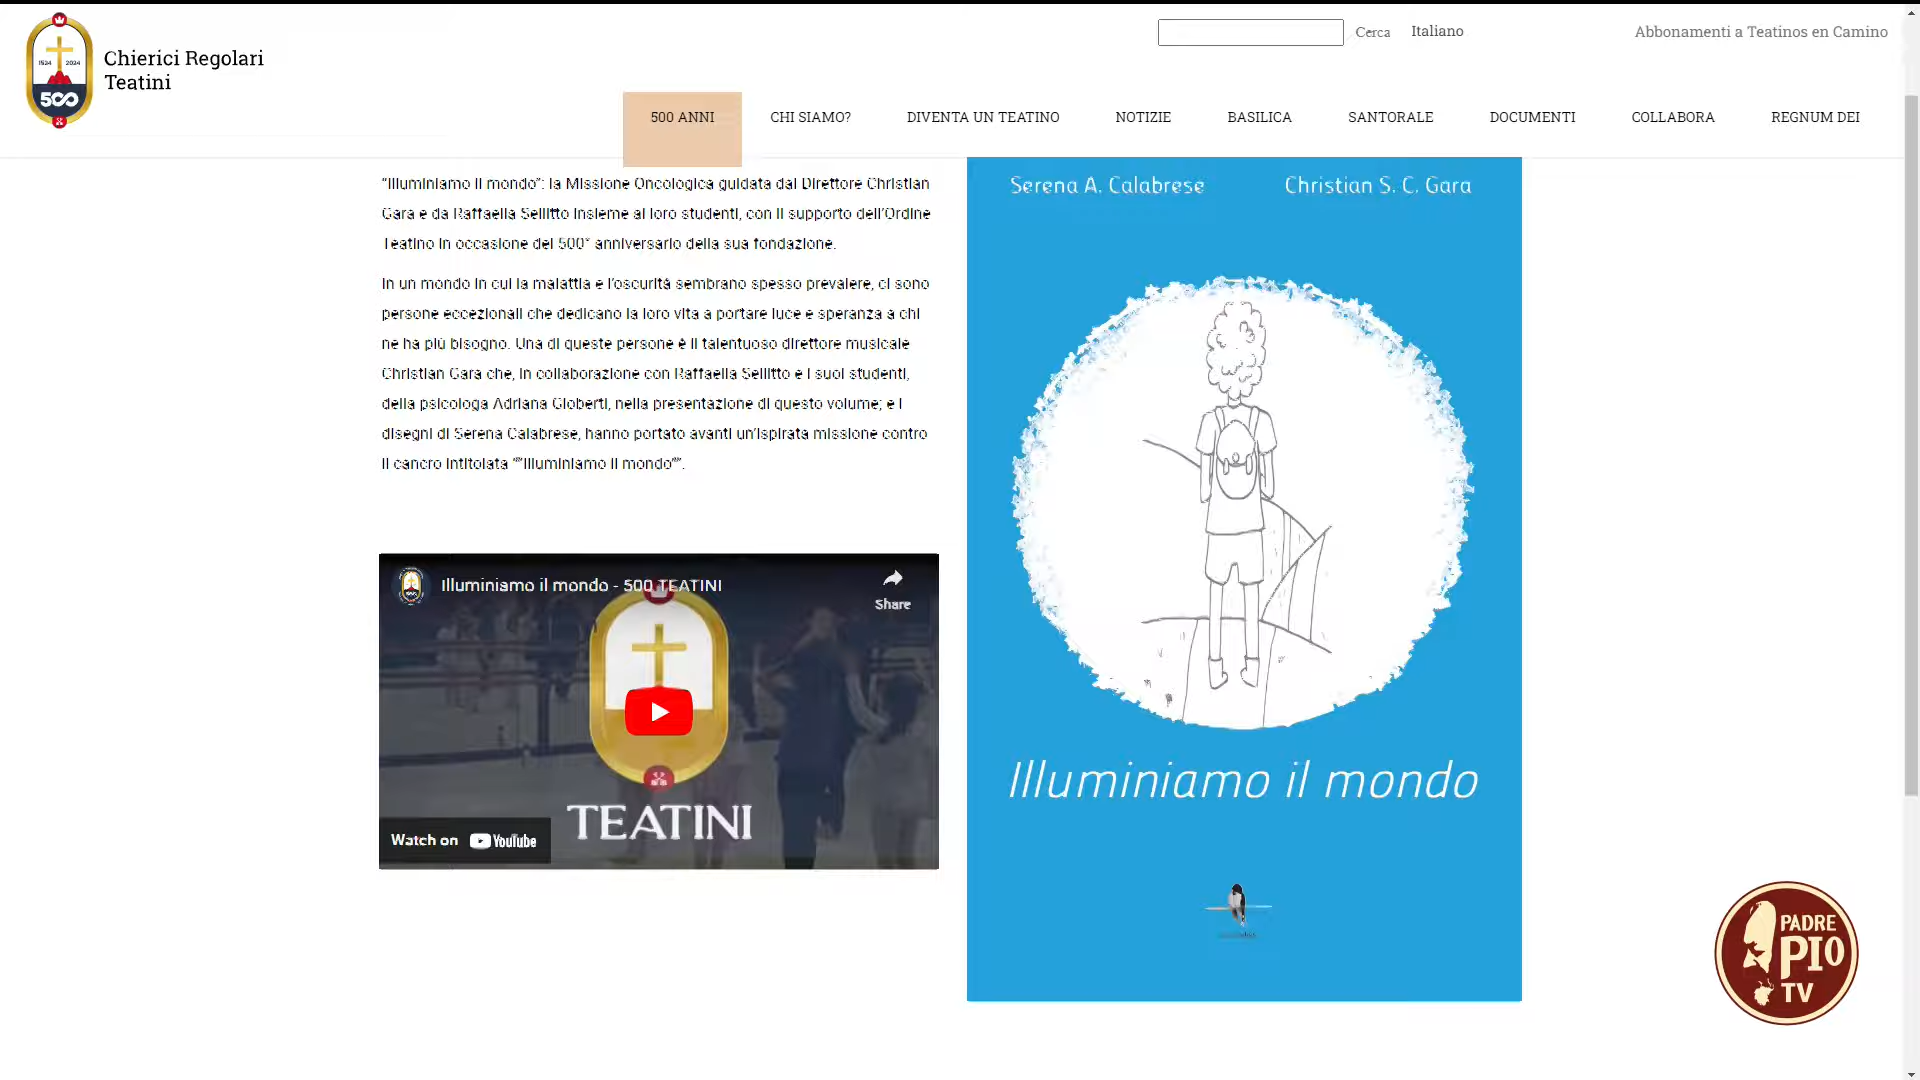 Cerca
Italiano
Abbonamenti a Teatinos en Camino
1524 2024
500
Chierici Regolari
Teatini
500 ANNI
CHI SIAMO?
DIVENTA UN TEATINO
NOTIZIE
BASILICA
SANTORALE
DOCUMENTI
COLLABORA
REGNUM DEI
“Illuminiamo il mondo”: la Missione Oncologica guidata dal Direttore Christian
Gara e da Raffaella Sellitto insieme ai loro studenti, con il supporto dell’Ordine
Teatino in occasione del 500° anniversario della sua fondazione.
In un mondo in cui la malattia e l’oscurità sembrano spesso prevalere, ci sono
persone eccezionali che dedicano la loro vita a portare luce e speranza a chi
ne ha più bisogno. Una di queste persone è il talentuoso direttore musicale
Christian Gara che, in collaborazione con Raffaella Sellitto e i suoi studenti,
della psicologa Adriana Gioberti, nella presentazione di questo volume; e i
disegni di Serena Calabrese, hanno portato avanti un’ispirata missione contro
il cancro intitolata “”Illuminiamo il mondo””.
Illuminiamo il mondo - 500 TEATINI
Share
TEATINI
Watch on YouTube
Serena A. Calabrese
Christian S. C. Gara
Illuminiamo il mondo
PADRE
PIO
TV